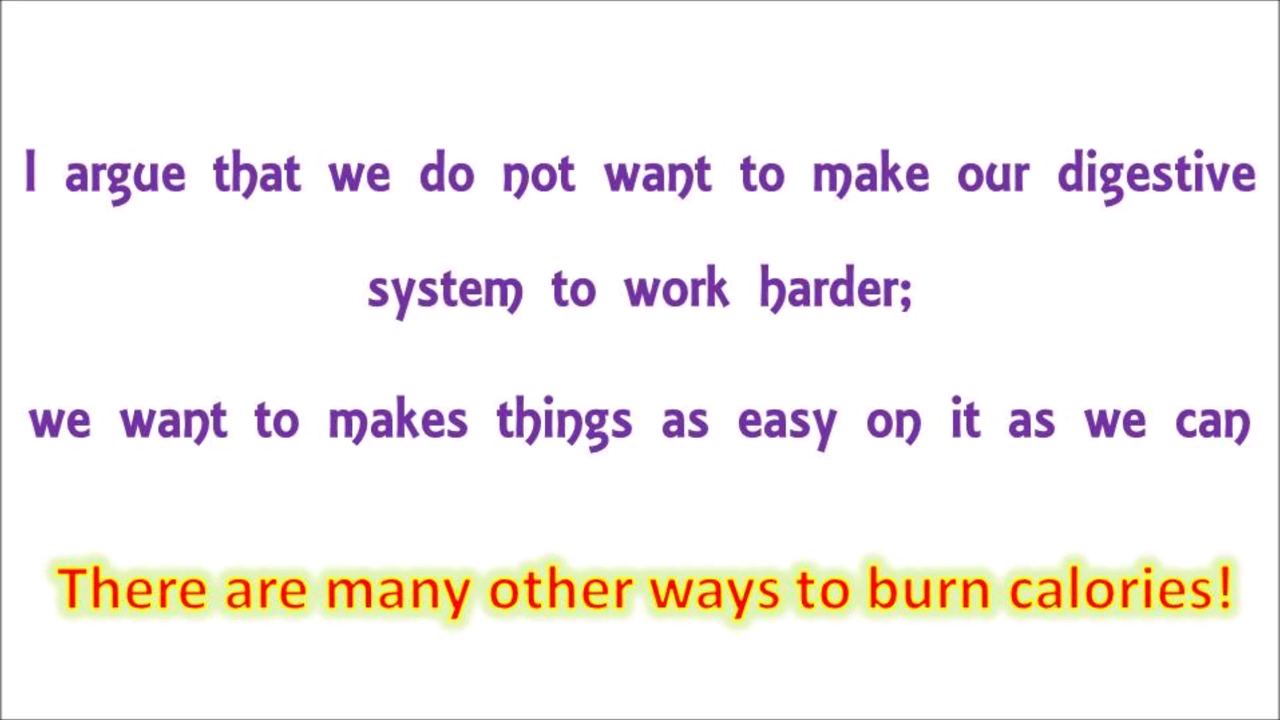 I argue that we do not want to make our digestive
system to work harder;
we want to makes things as easy on it as we can
There are many other ways to burn calories!